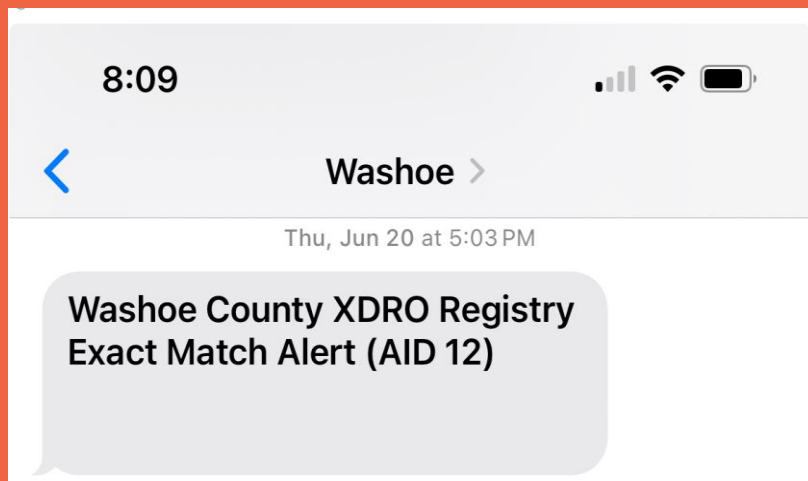 8:09
Washoe
Thu, Jun 20 at 5:03 PM
Washoe County XDRO Registry
Exact Match Alert (AID 12)